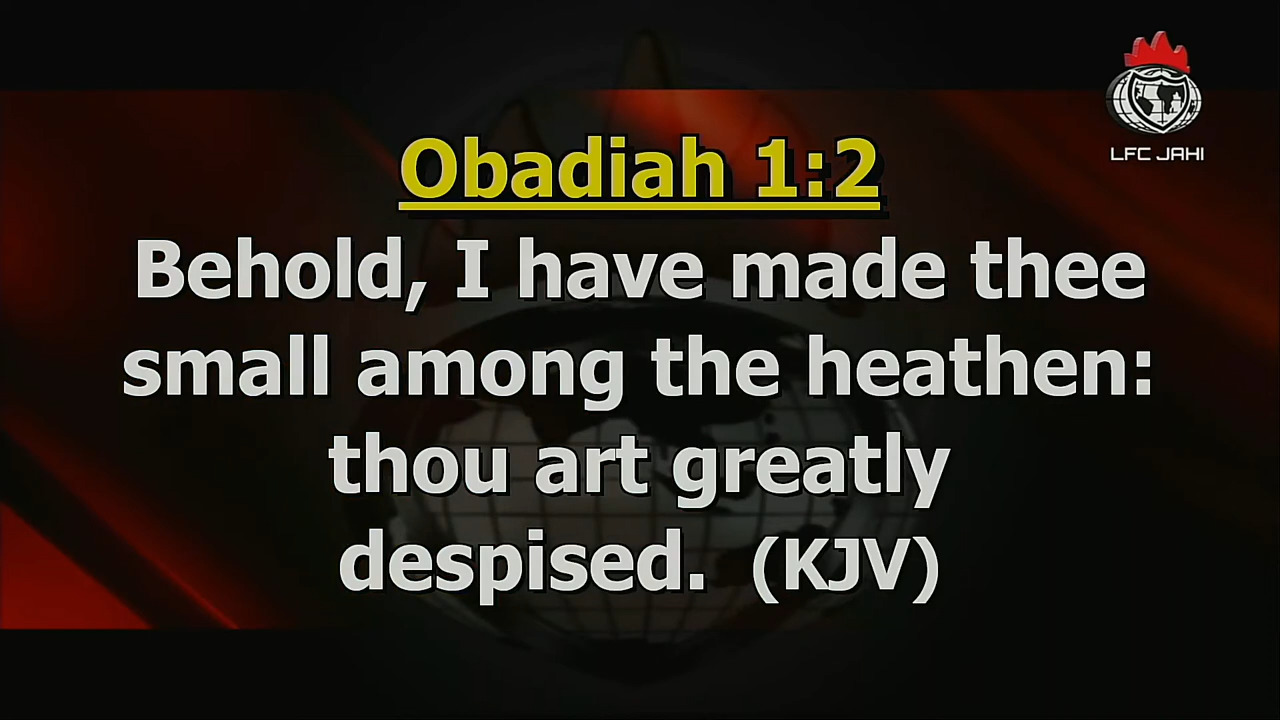 LFC JAHI
Obadiah 1:2
Behold, I have made thee
small among the heathen:
thou art greatly
despised.  (KJV)